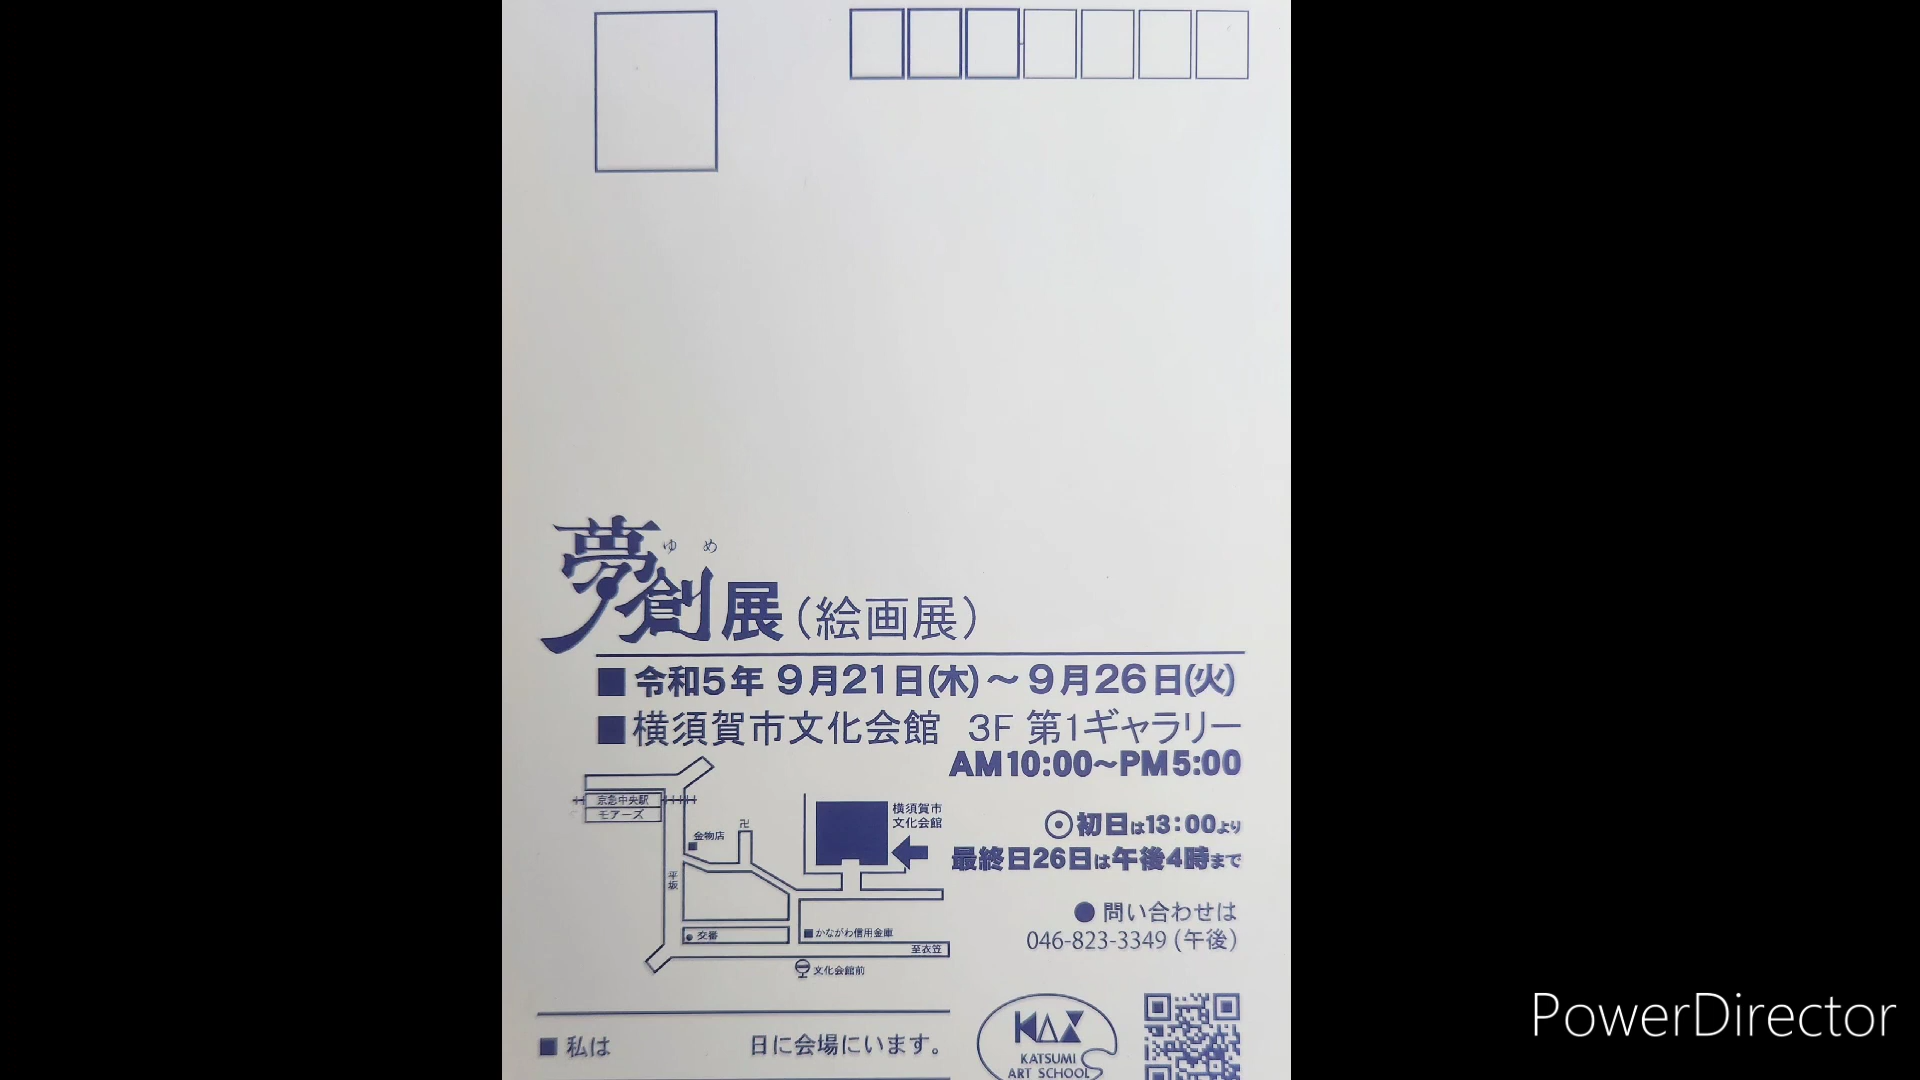 ゆめ
夢創展(絵画展)
■令和5年 9月21日(木)～9月26日(火)
■横須賀市文化会館 3F 第1ギャラリー
AM10:00～PM5:00
京急中央駅
モアーズ
金物店
卍
平坂
交番
横須賀市
文化会館
かながわ信用金庫
至衣笠
文化会館前
初日は13:00より
最終日26日は午後4時まで
●問い合わせは
046-823-3349(午後)
■私は 日に会場にいます。
KAZ
KATSUMI
ART SCHOOL
PowerDirector